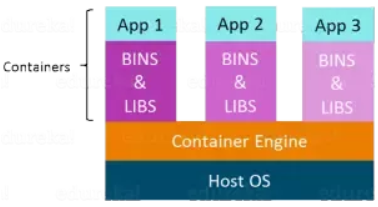 App 1
App 2
App 3
Containers
BINS
&
LIBS
BINS
&
LIBS
BINS
&
LIBS
Container Engine
Host OS